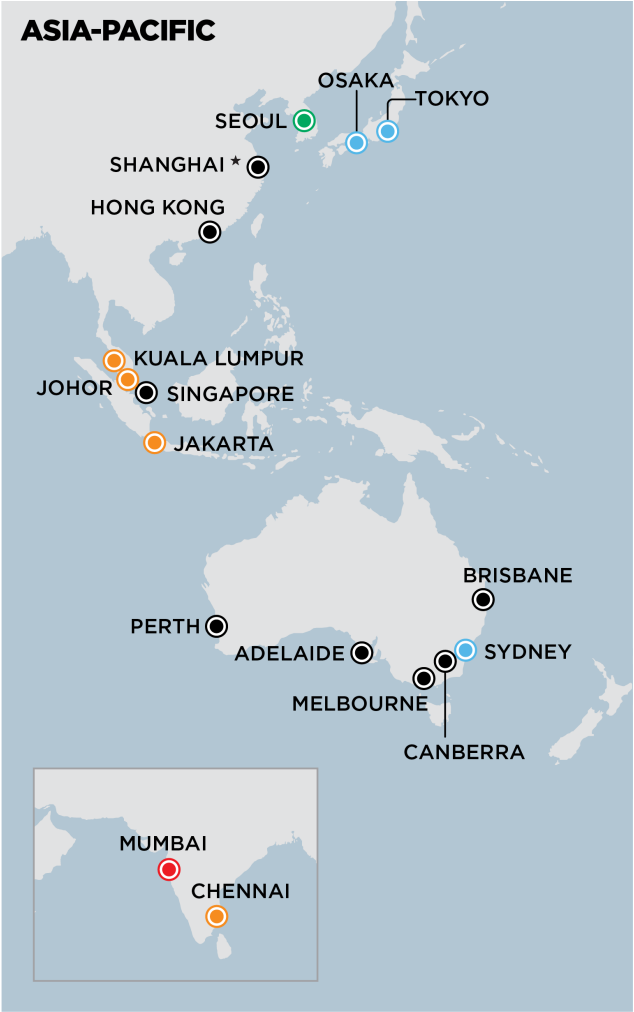 ASIA-PACIFIC
OSAKA
TOKYO
SEOUL
SHANGHAI ★
HONG KONG
KUALA LUMPUR
JOHOR
SINGAPORE
JAKARTA
BRISBANE
PERTH
ADELAIDE
SYDNEY
MELBOURNE
CANBERRA
MUMBAI
CHENNAI